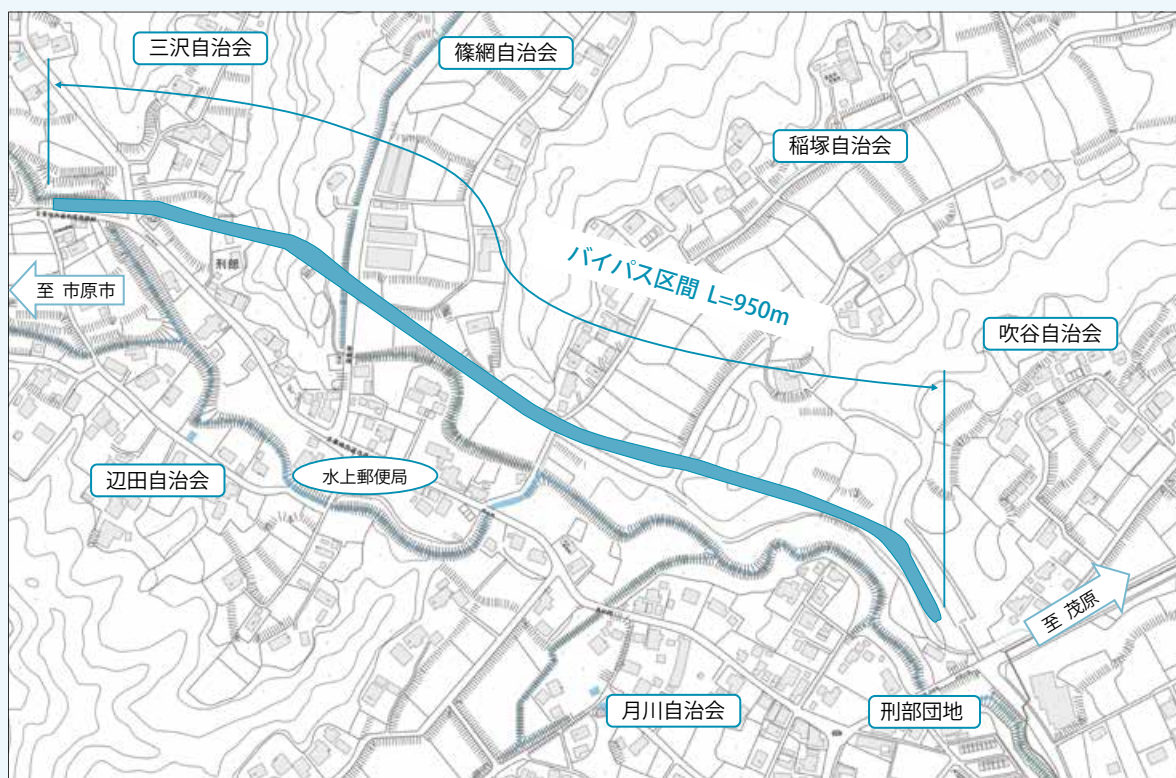 三沢自治会
篠網自治会
稲塚自治会
バイパス区間 L=950m
刑部
至 市原市
吹谷自治会
辺田自治会
水上郵便局
至 茂原
月川自治会
刑部団地